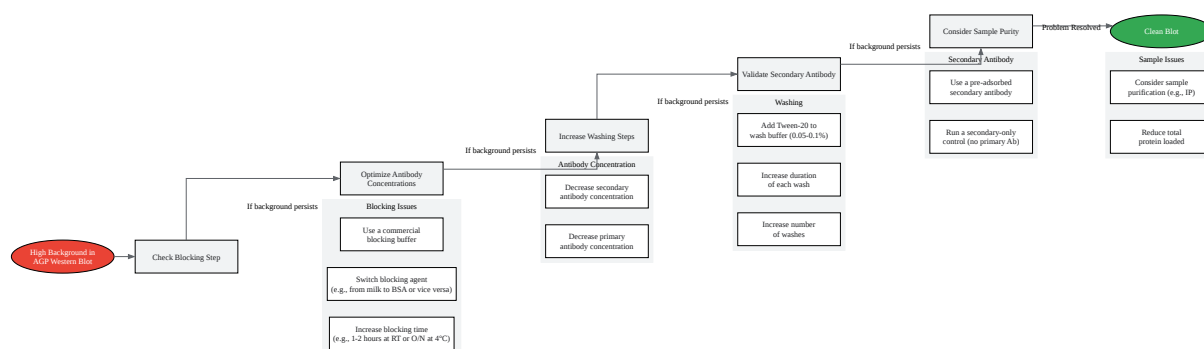 High Background in
AGP Western Blot
Check Blocking Step
If background persists
Optimize Antibody
Concentrations
Blocking Issues
Use a commercial
blocking buffer
Switch blocking agent
(e.g., from milk to BSA or vice versa)
Increase blocking time
(e.g., 1-2 hours at RT or O/N at 4°C)
If background persists
Increase Washing Steps
Antibody Concentration
Decrease secondary
antibody concentration
Decrease primary
antibody concentration
If background persists
Validate Secondary Antibody
Washing
Add Tween-20 to
wash buffer (0.05-0.1%)
Increase duration
of each wash
Increase number
of washes
If background persists
Consider Sample Purity
Secondary Antibody
Use a pre-adsorbed
secondary antibody
Run a secondary-only
control (no primary Ab)
Problem Resolved
Clean Blot
Sample Issues
Consider sample
purification (e.g., IP)
Reduce total
protein loaded